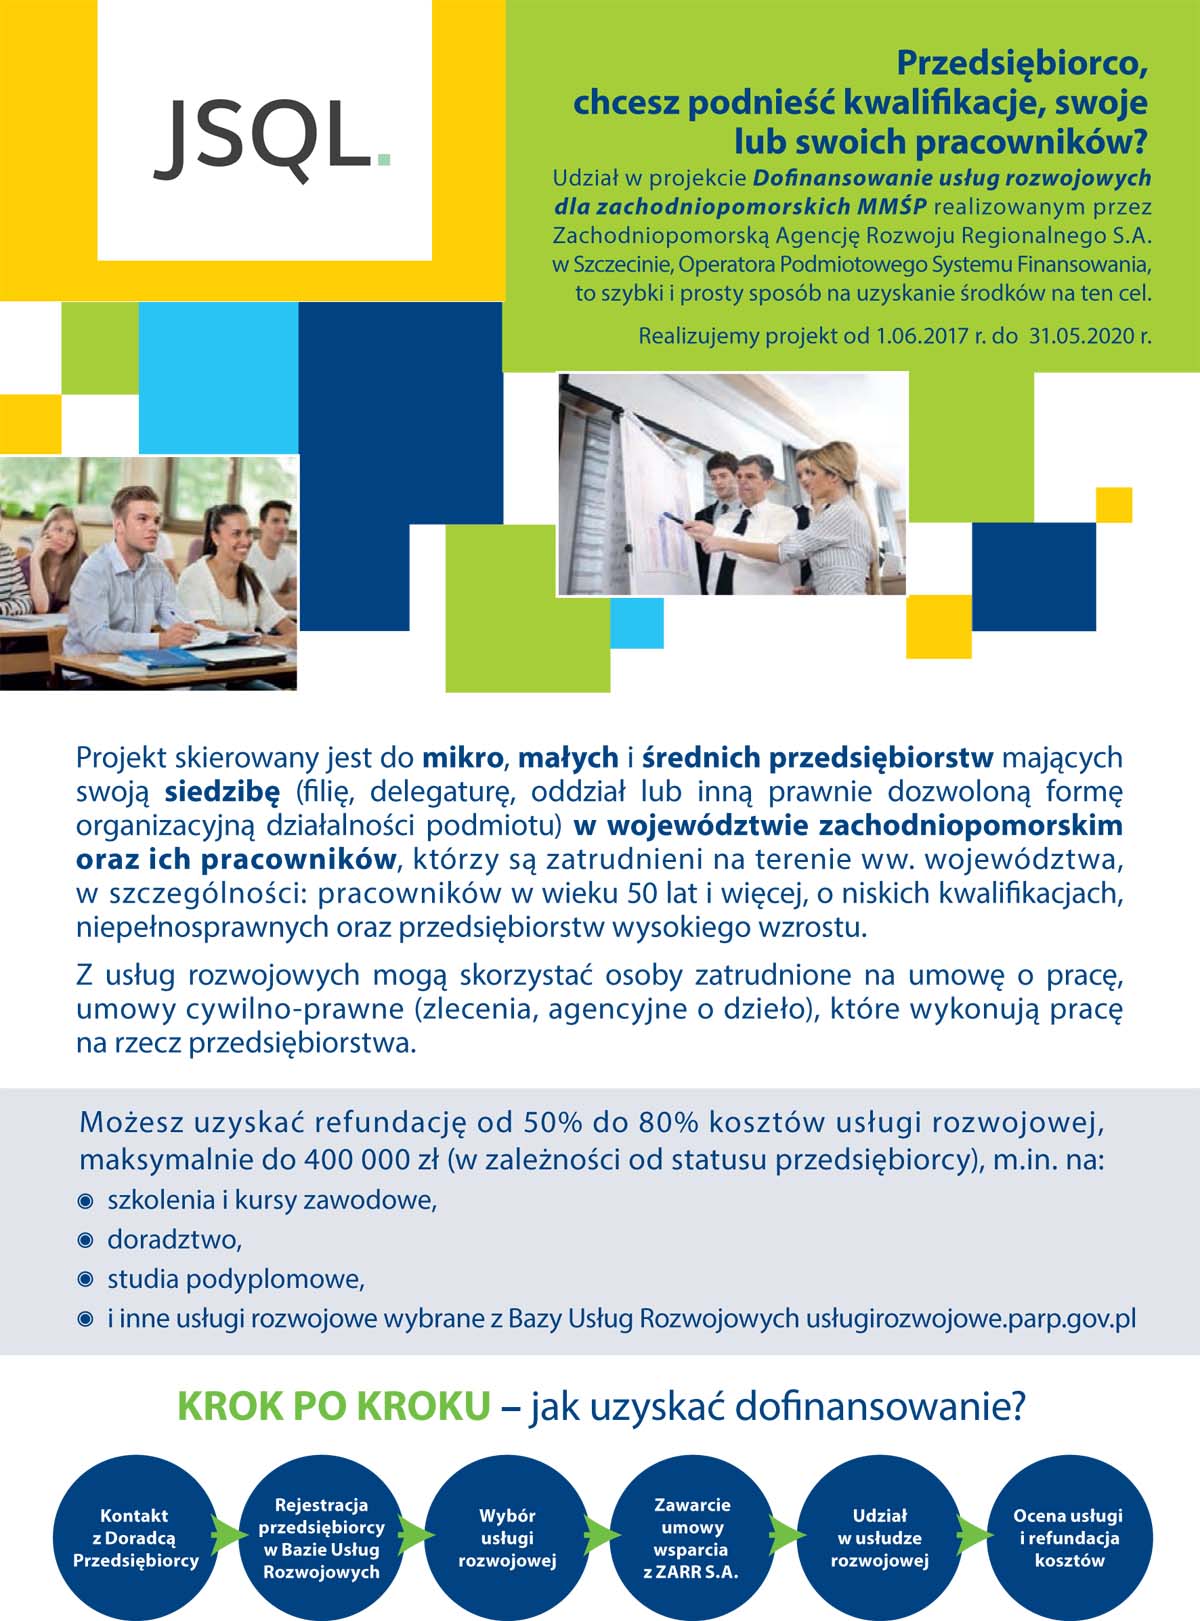 JSQL.
Przedsiębiorco,
chcesz podnieść kwalifikacje, swoje
lub swoich pracowników?
Udział w projekcie Dofinansowanie usług rozwojowych
dla zachodniopomorskich MMŚP realizowanym przez
Zachodniopomorską Agencję Rozwoju Regionalnego S.A.
w Szczecinie, Operatora Podmiotowego Systemu Finansowania,
to szybki i prosty sposób na uzyskanie środków na ten cel.
Realizujemy projekt od 1.06.2017 r. do 31.05.2020 r.
Projekt skierowany jest do mikro, małych i średnich przedsiębiorstw mających
swoją siedzibę (filię, delegaturę, oddział lub inną prawnie dozwoloną formę
organizacyjną działalności podmiotu) w województwie zachodniopomorskim
oraz ich pracowników, którzy są zatrudnieni na terenie ww. województwa,
w szczególności: pracowników w wieku 50 lat i więcej, o niskich kwalifikacjach,
niepełnosprawnych oraz przedsiębiorstw wysokiego wzrostu.
Z usług rozwojowych mogą skorzystać osoby zatrudnione na umowę o pracę,
umowy cywilno-prawne (zlecenia, agencyjne o dzieło), które wykonują pracę
na rzecz przedsiębiorstwa.
Możesz uzyskać refundację od 50% do 80% kosztów usługi rozwojowej,
maksymalnie do 400 000 zł (w zależności od statusu przedsiębiorcy), m.in. na:
◉ szkolenia i kursy zawodowe,
◉ doradztwo,
◉ studia podyplomowe,
◉ i inne usługi rozwojowe wybrane z Bazy Usług Rozwojowych usługirozwojowe.parp.gov.pl
KROK PO KROKU – jak uzyskać dofinansowanie?
Kontakt
z Doradcą
Przedsiębiorcy
Rejestracja
przedsiębiorcy
w Bazie Usług
Rozwojowych
Wybór
usługi
rozwojowej
Zawarcie
umowy
wsparcia
z ZARR S.A.
Udział
w usłudze
rozwojowej
Ocena usługi
i refundacja
kosztów